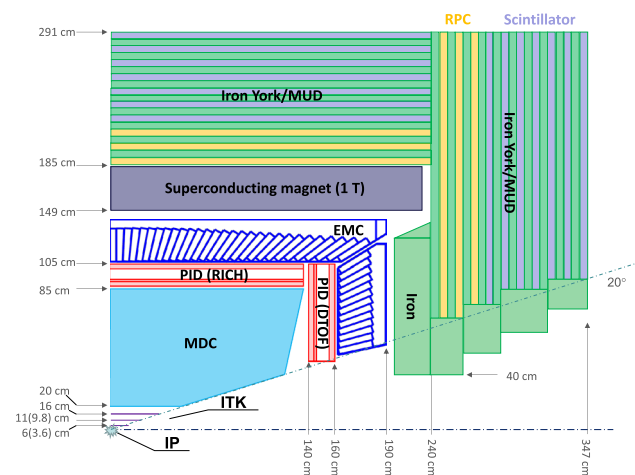 RPC
Scintillator
291 cm
Iron York/MUD
Iron York/MUD
185 cm
Superconducting magnet (1 T)
149 cm
EMC
105 cm
PID (RICH)
PID (DTOF)
85 cm
20°
Iron
MDC
40 cm
20 cm
16 cm
ITK
11(9.8) cm
6(3.6) cm
IP
140 cm
160 cm
190 cm
240 cm
347 cm